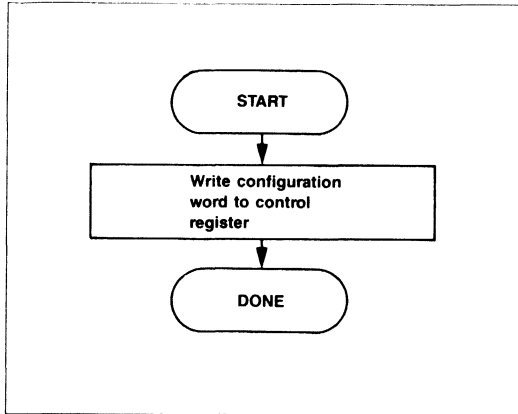 START
Write configuration
word to control
register
DONE